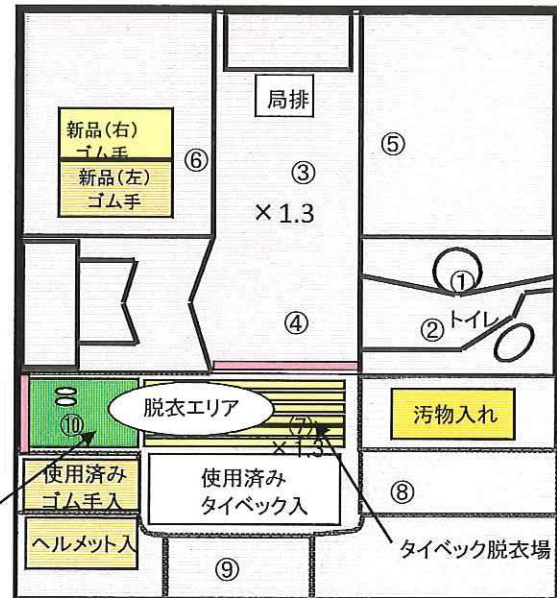 局排
新品(右)
ゴム手
新品(左)
ゴム手
⑥
③
⑤
×1.3
①
④
②
トイレ
脱衣エリア
⑩
⑦
×1.3
汚物入れ
使用済み
ゴム手入
使用済み
タイベック入
⑧
ヘルメット入
タイベック脱衣場
⑨